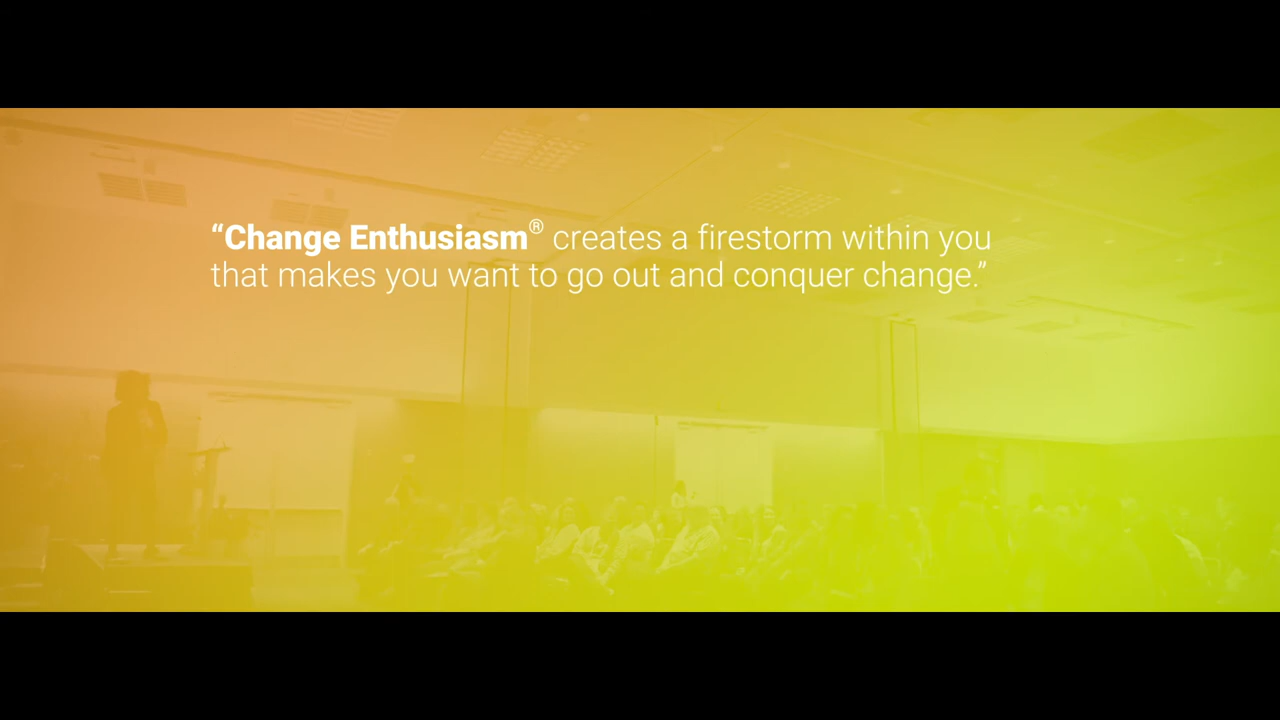 “Change Enthusiasm® creates a firestorm within you
that makes you want to go out and conquer change.”